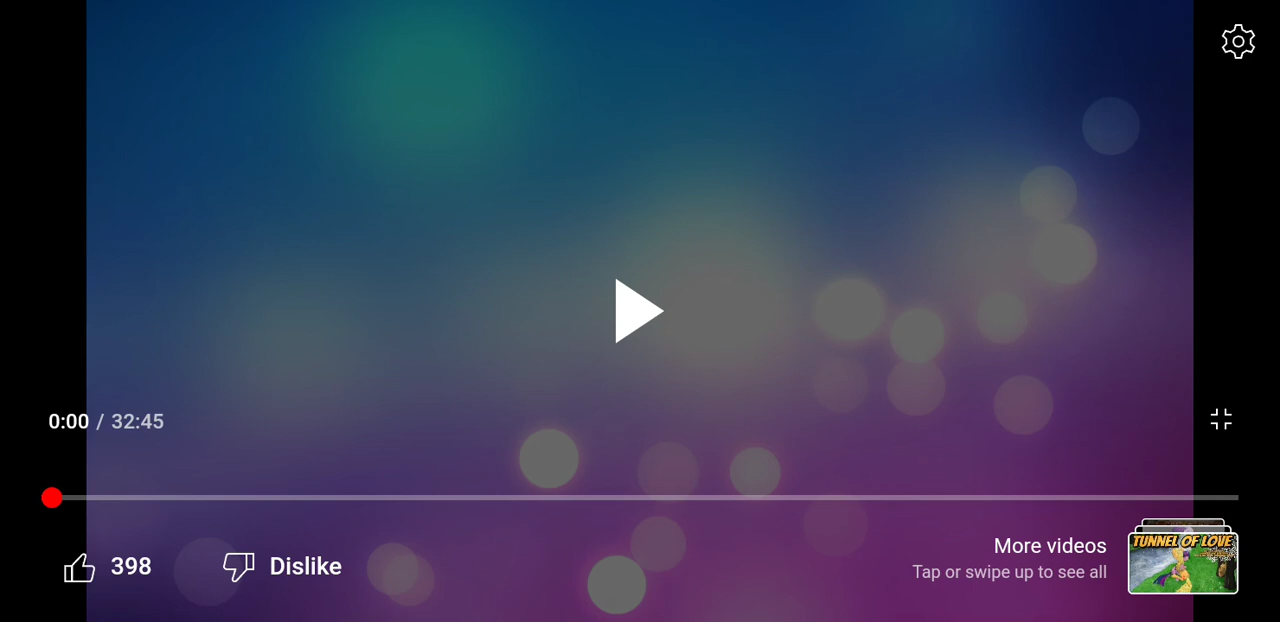 0:00 / 32:45
398
Dislike
More videos
Tap or swipe up to see all
TUNNEL OF LOVE